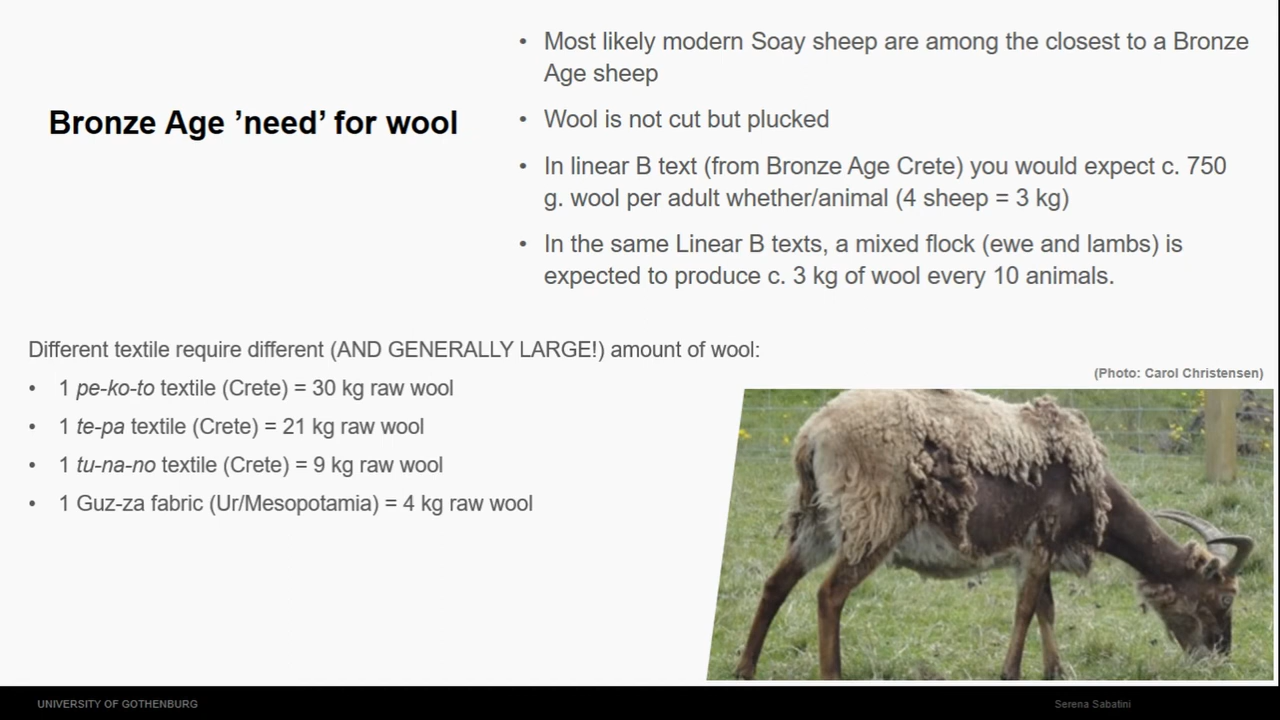 Bronze Age ’need’ for wool
• Most likely modern Soay sheep are among the closest to a Bronze
Age sheep
• Wool is not cut but plucked
• In linear B text (from Bronze Age Crete) you would expect c. 750
g. wool per adult whether/animal (4 sheep = 3 kg)
• In the same Linear B texts, a mixed flock (ewe and lambs) is
expected to produce c. 3 kg of wool every 10 animals.
Different textile require different (AND GENERALLY LARGE!) amount of wool:
• 1 pe-ko-to textile (Crete) = 30 kg raw wool
• 1 te-pa textile (Crete) = 21 kg raw wool
• 1 tu-na-no textile (Crete) = 9 kg raw wool
• 1 Guz-za fabric (Ur/Mesopotamia) = 4 kg raw wool
(Photo: Carol Christensen)
UNIVERSITY OF GOTHENBURG
Serena Sabatini